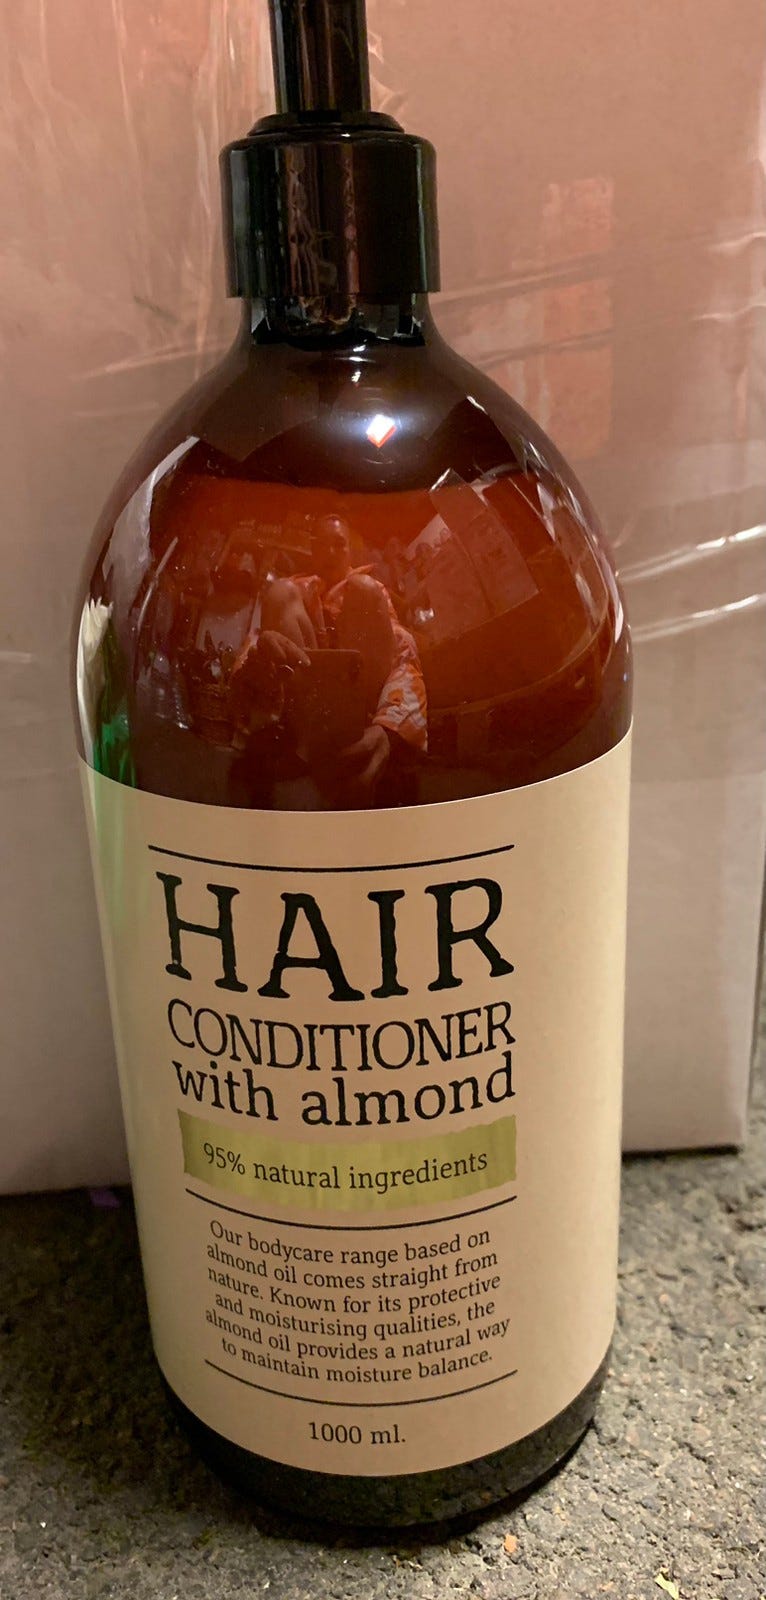 HAIR
CONDITIONER
with almond
95% natural ingredients
Our bodycare range based on
almond oil comes straight from
nature. Known for its protective
and moisturising qualities, the
almond oil provides a natural way
to maintain moisture balance.
1000 ml.